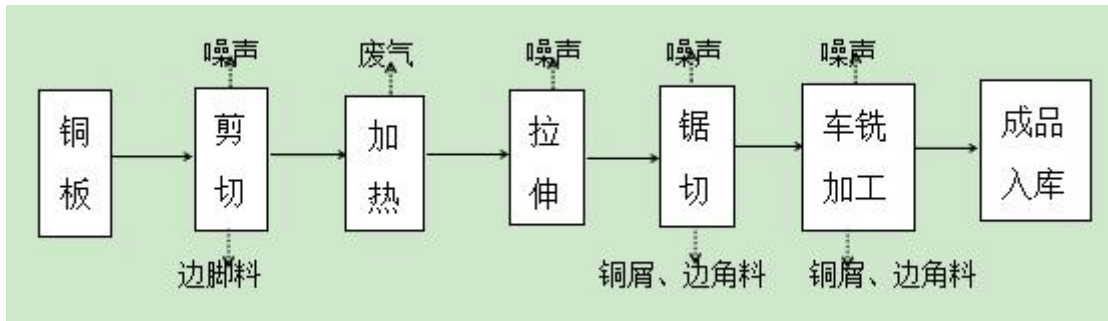 噪声 废气 噪声 噪声 噪声
铜板 剪切 加热 拉伸 锯切 车铣加工 成品入库
边脚料 铜屑、边角料 铜屑、边角料